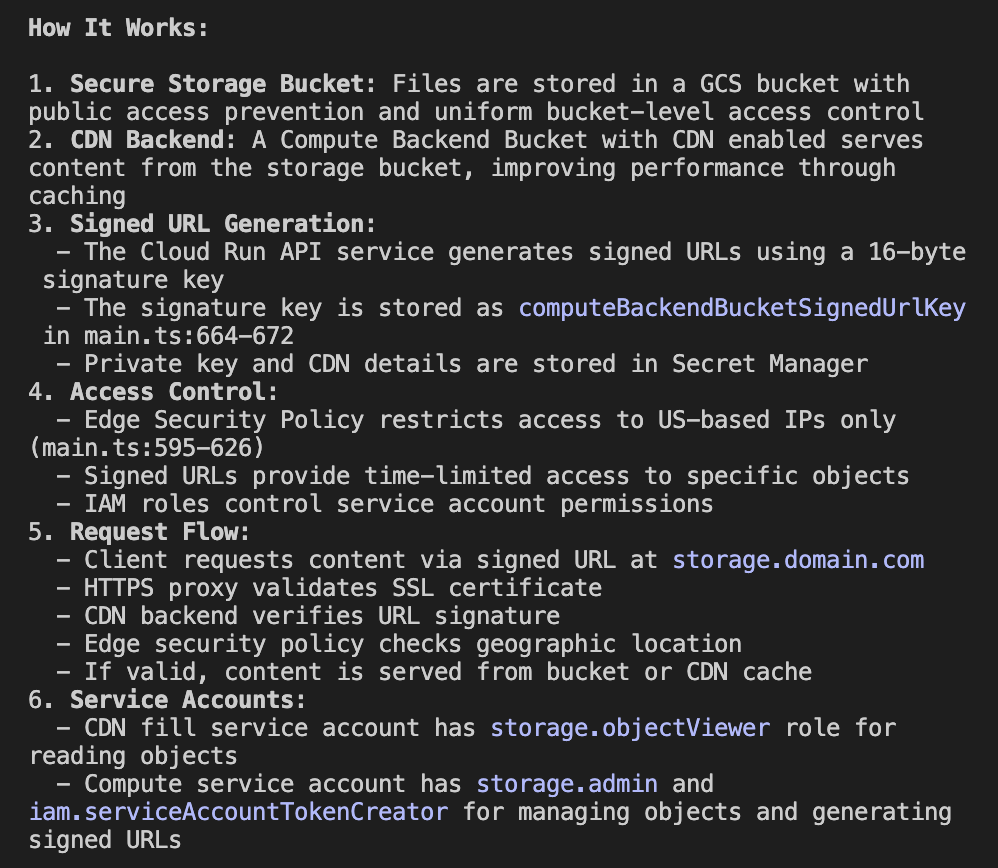 How It Works:
1. Secure Storage Bucket: Files are stored in a GCS bucket with
public access prevention and uniform bucket-level access control
2. CDN Backend: A Compute Backend Bucket with CDN enabled serves
content from the storage bucket, improving performance through
caching
3. Signed URL Generation:
– The Cloud Run API service generates signed URLs using a 16-byte
signature key
– The signature key is stored as computeBackendBucketSignedUrlKey
in main.ts:664-672
– Private key and CDN details are stored in Secret Manager
4. Access Control:
– Edge Security Policy restricts access to US-based IPs only
(main.ts:595-626)
– Signed URLs provide time-limited access to specific objects
– IAM roles control service account permissions
5. Request Flow:
– Client requests content via signed URL at storage.domain.com
– HTTPS proxy validates SSL certificate
– CDN backend verifies URL signature
– Edge security policy checks geographic location
– If valid, content is served from bucket or CDN cache
6. Service Accounts:
– CDN fill service account has storage.objectViewer role for
reading objects
– Compute service account has storage.admin and
iam.serviceAccountTokenCreator for managing objects and generating
signed URLs